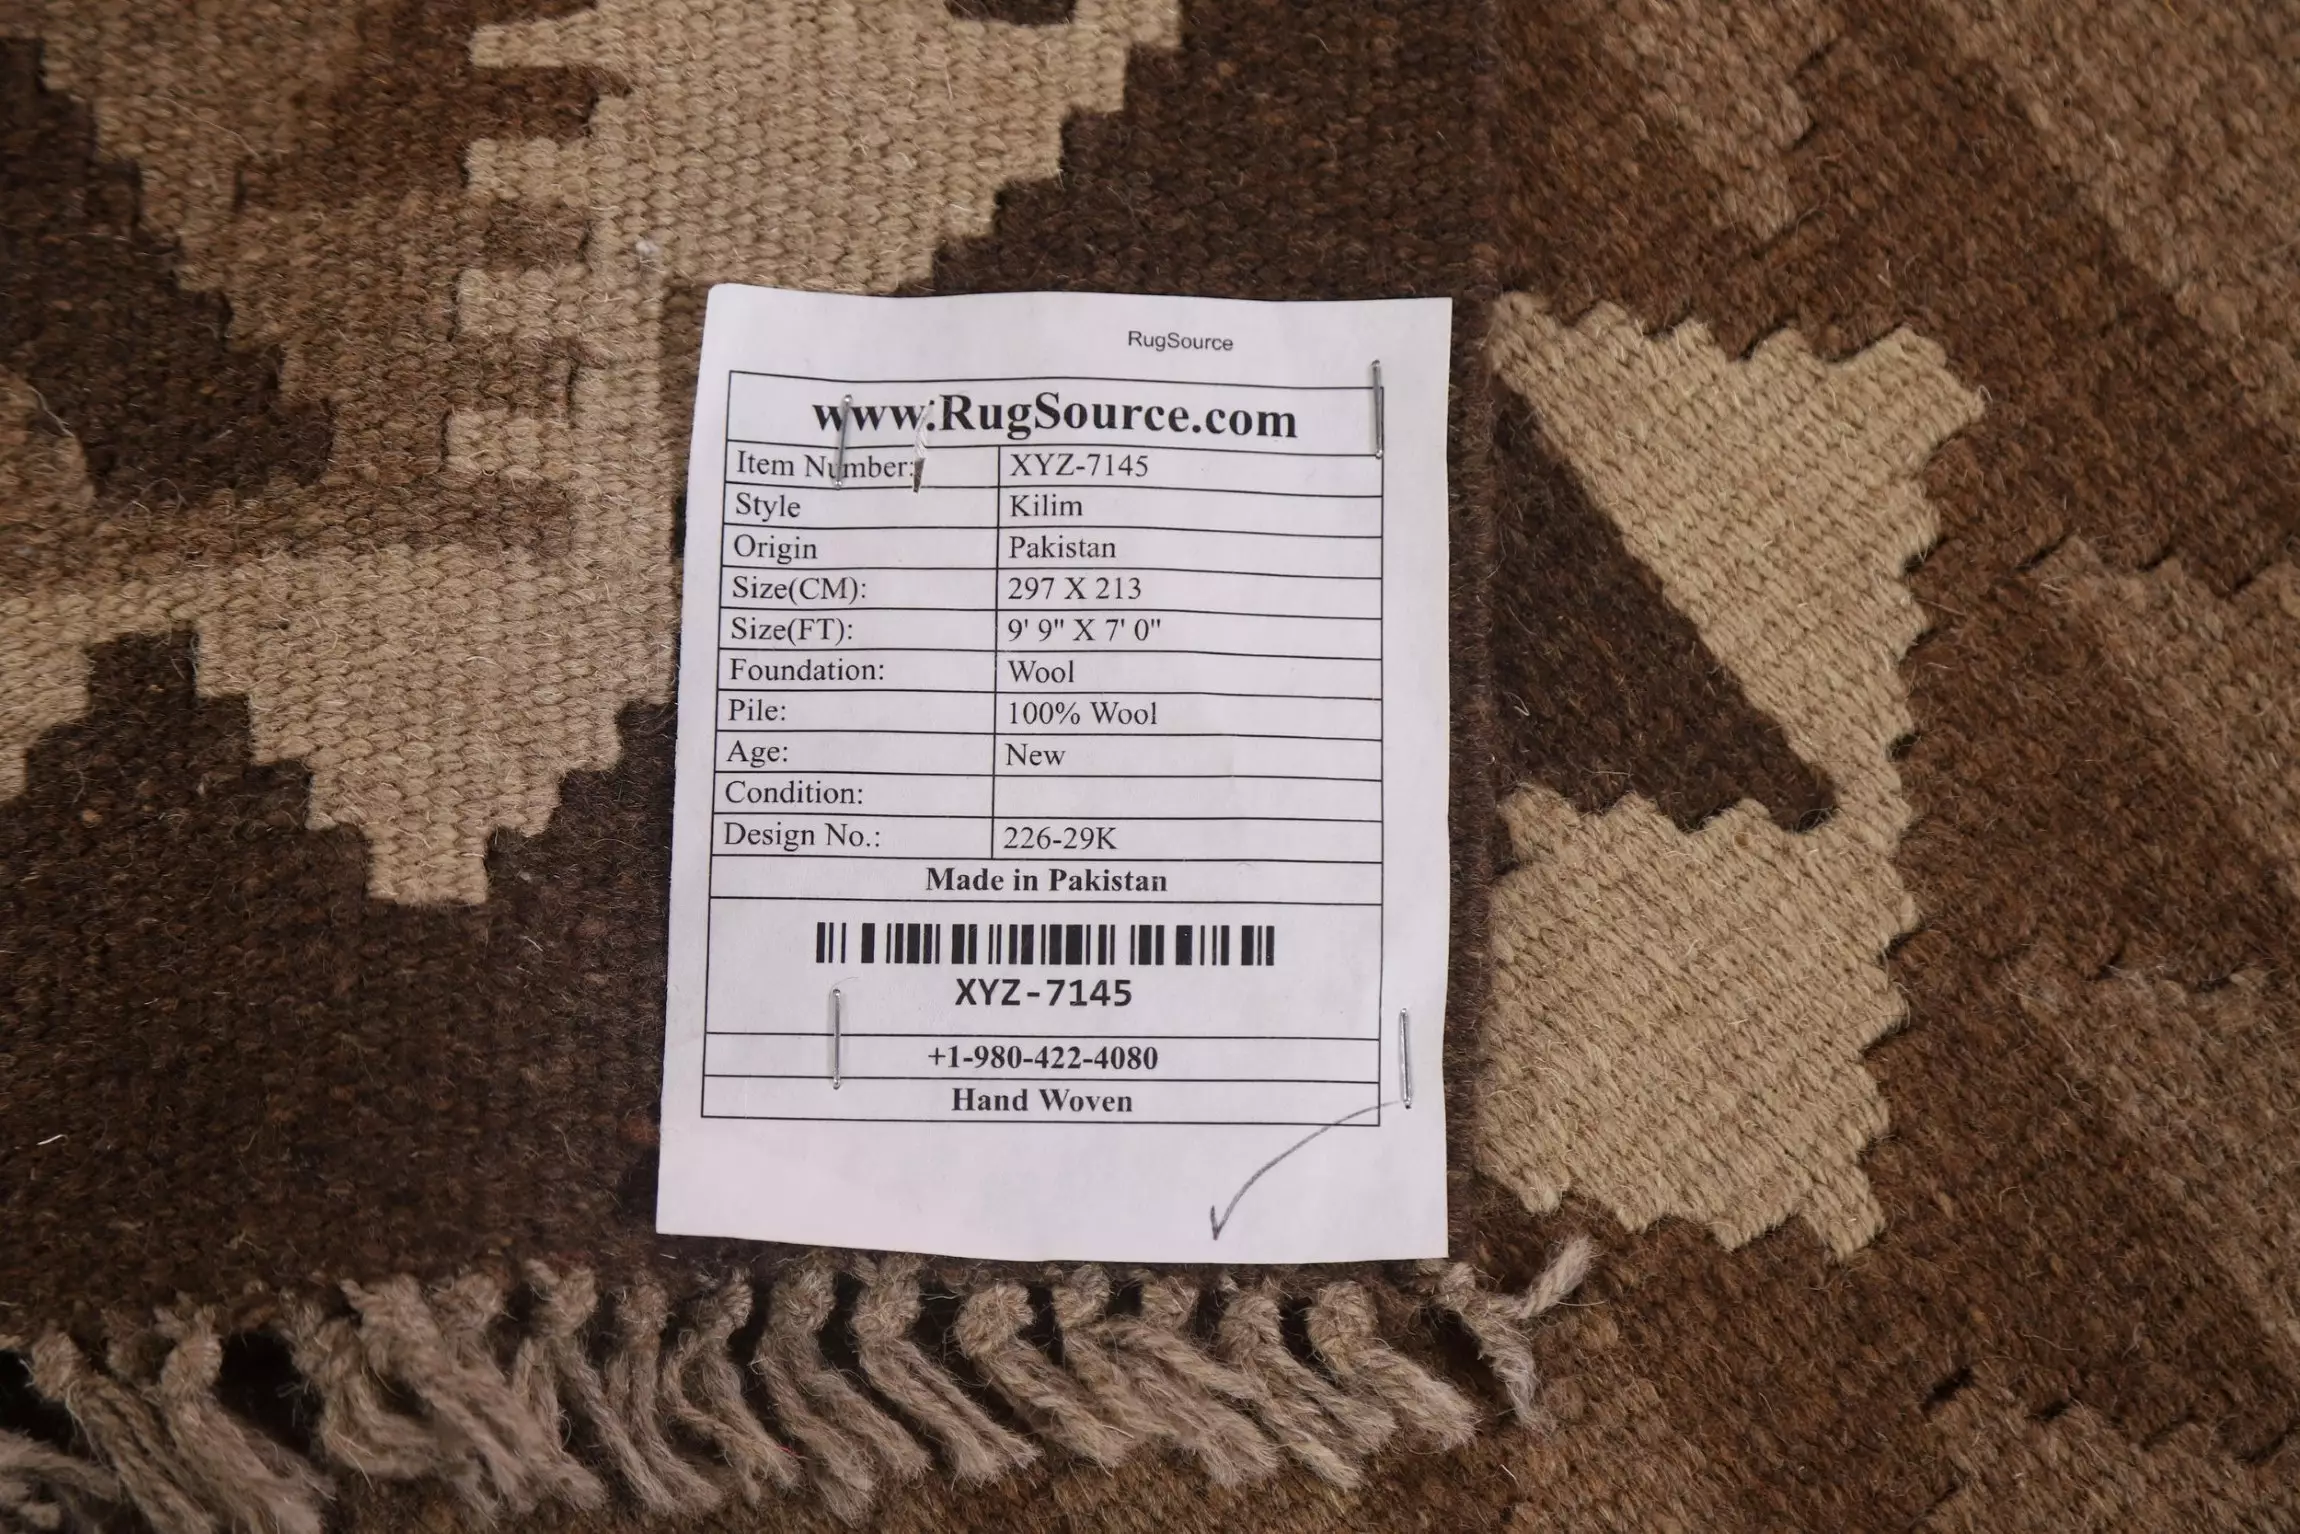 RugSource
www.RugSource.com
Item Number: XYZ-7145
Style Kilim
Origin Pakistan
Size(CM): 297 X 213
Size(FT): 9' 9" X 7' 0"
Foundation: Wool
Pile: 100% Wool
Age: New
Condition:
Design No.: 226-29K
Made in Pakistan
XYZ-7145
+1-980-422-4080
Hand Woven